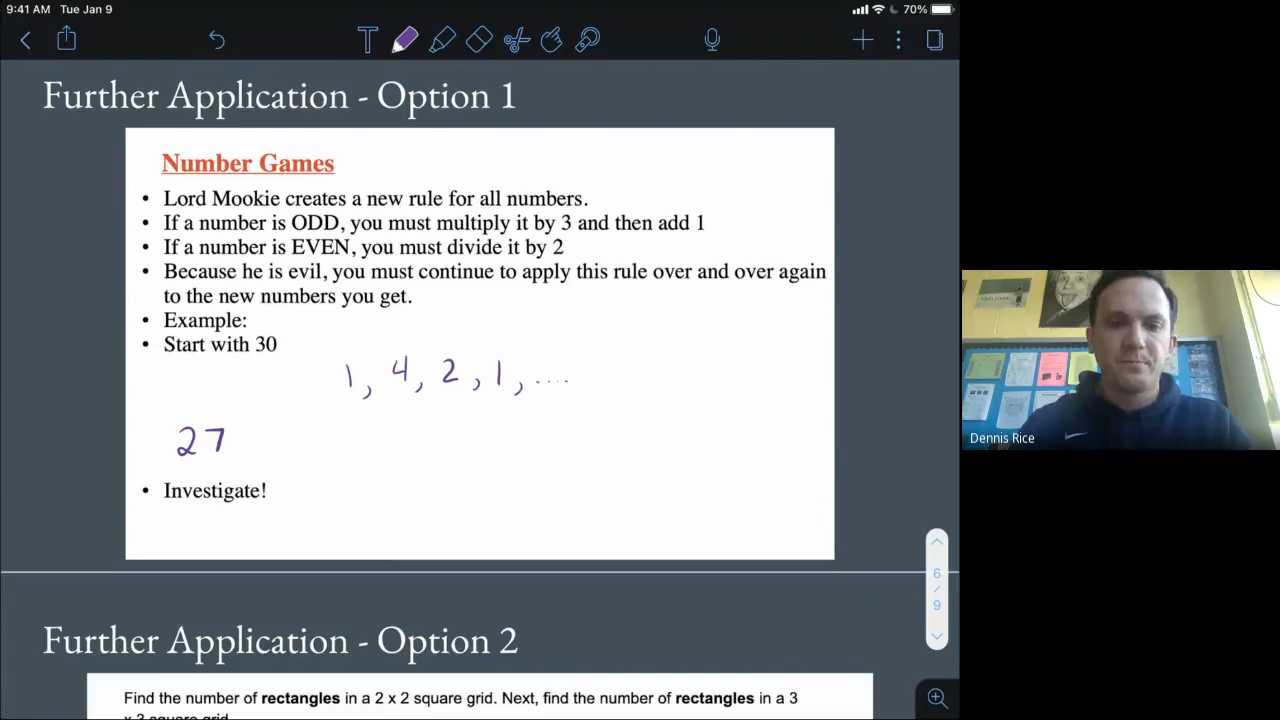 9:41 AM Tue Jan 9
70%
Further Application - Option 1
Number Games
• Lord Mookie creates a new rule for all numbers.
• If a number is ODD, you must multiply it by 3 and then add 1
• If a number is EVEN, you must divide it by 2
• Because he is evil, you must continue to apply this rule over and over again
to the new numbers you get.
• Example:
• Start with 30
1, 4, 2, 1, ....
27
• Investigate!
6
/
9
Further Application - Option 2
Find the number of rectangles in a 2 x 2 square grid. Next, find the number of rectangles in a 3
x 3 square grid.
Dennis Rice